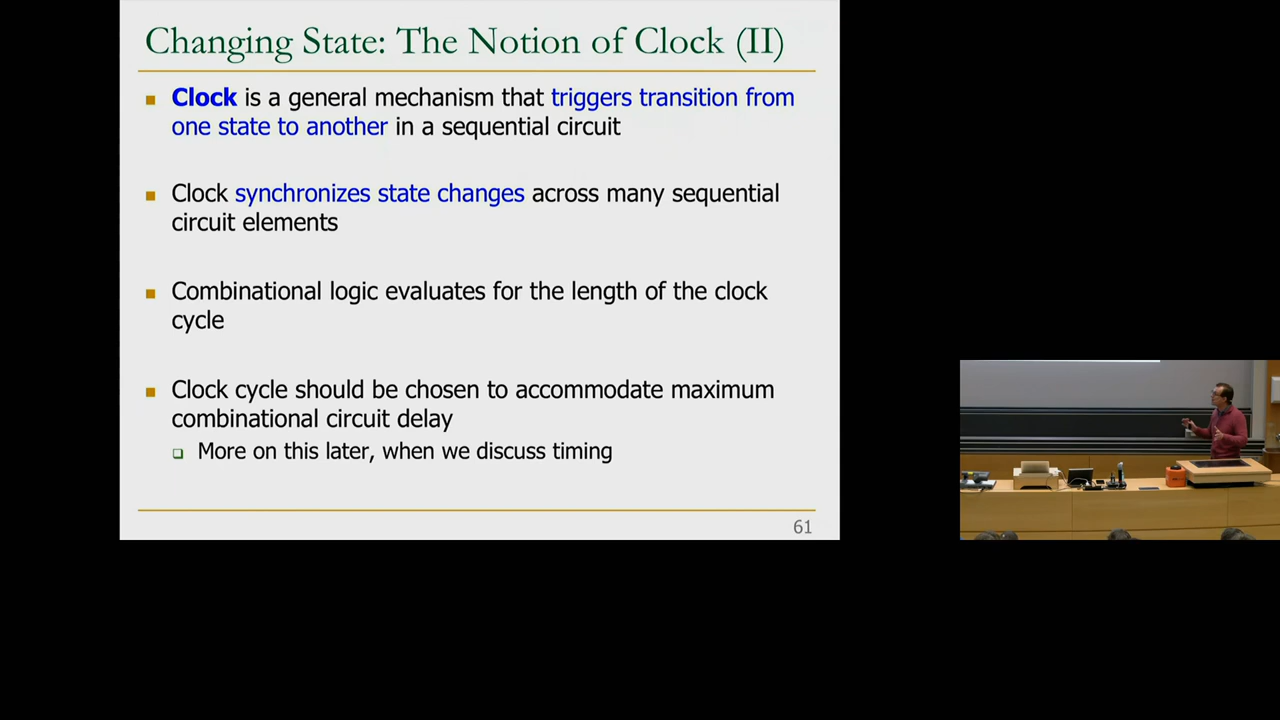 Changing State: The Notion of Clock (II)
Clock is a general mechanism that triggers transition from
one state to another in a sequential circuit
Clock synchronizes state changes across many sequential
circuit elements
Combinational logic evaluates for the length of the clock
cycle
Clock cycle should be chosen to accommodate maximum
combinational circuit delay
More on this later, when we discuss timing
61